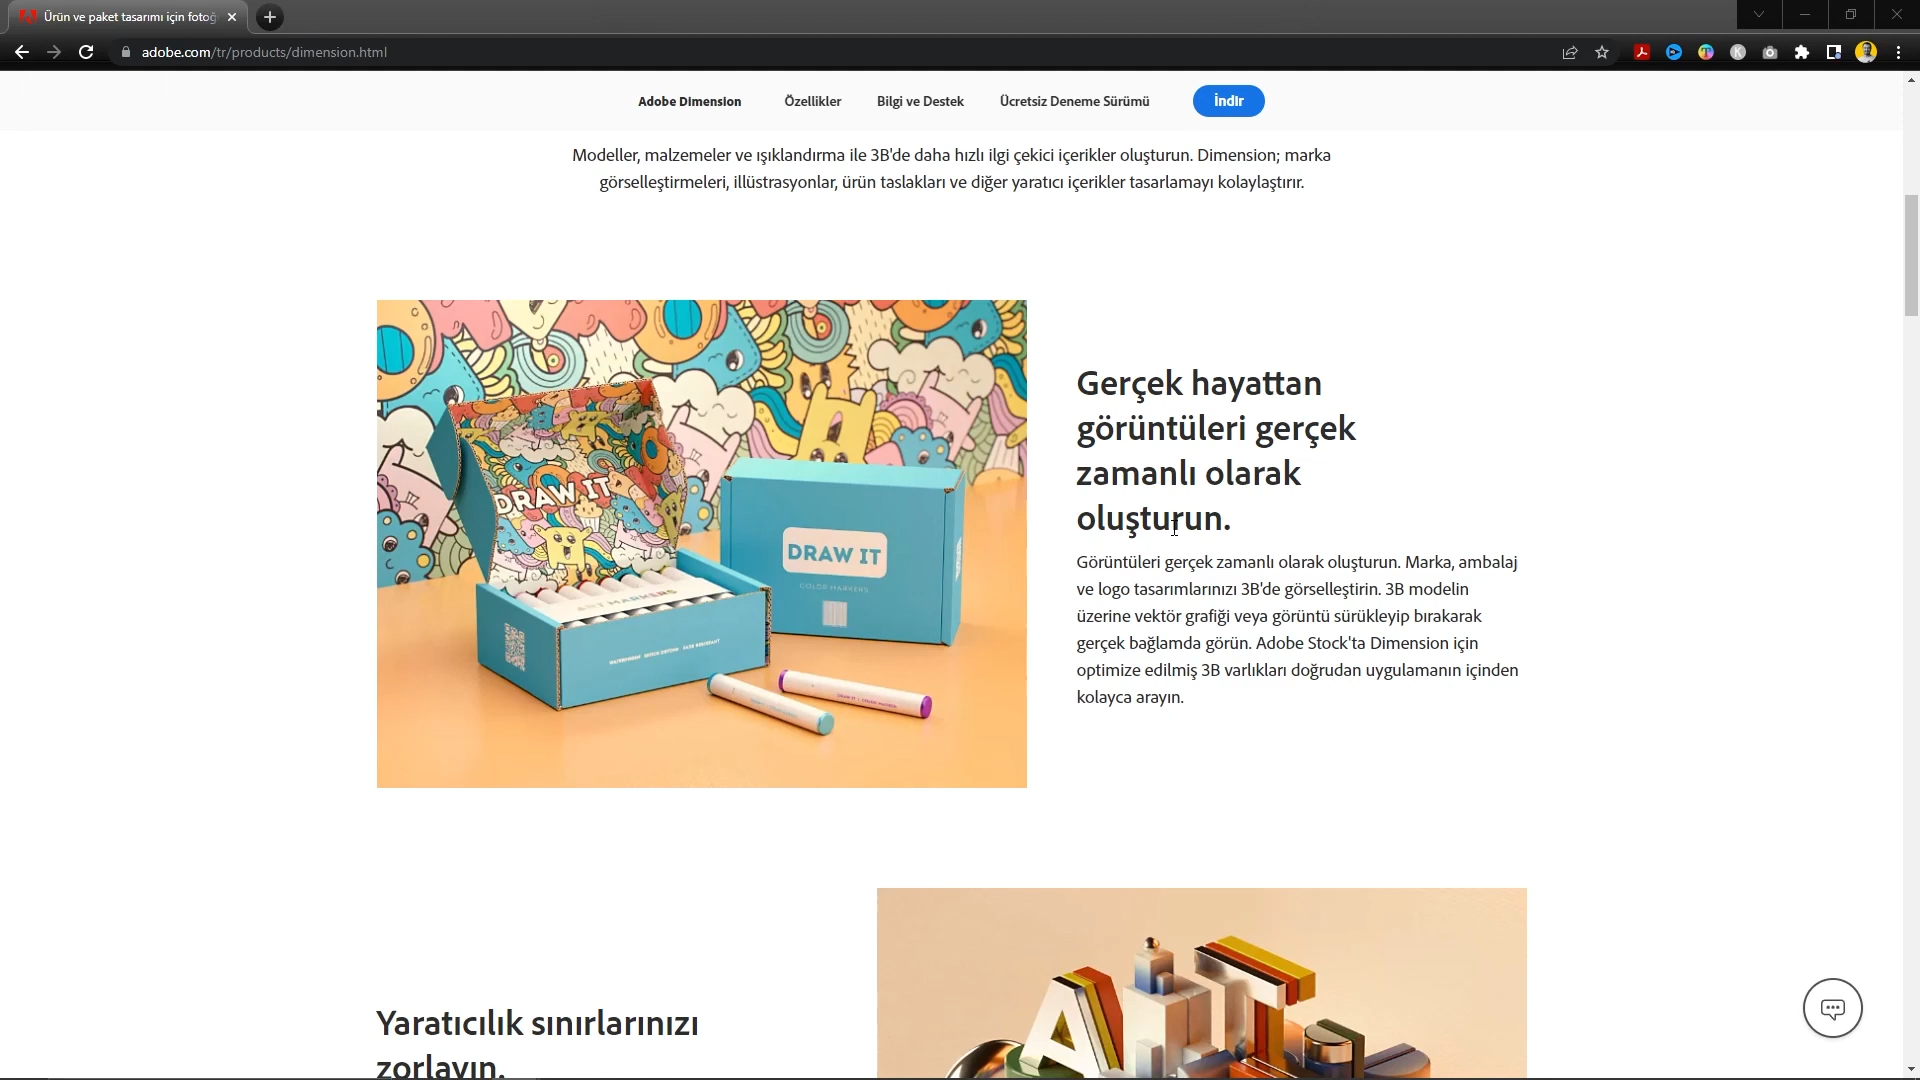 Ürün ve paket tasarımı için fotoğ
adobe.com/tr/products/dimension.html
Adobe Dimension
Özellikler
Bilgi ve Destek
Ücretsiz Deneme Sürümü
İndir
Modeller, malzemeler ve ışıklandırma ile 3B'de daha hızlı ilgi çekici içerikler oluşturun. Dimension; marka
görselleştirmeleri, illüstrasyonlar, ürün taslakları ve diğer yaratıcı içerikler tasarlamayı kolaylaştırır.
DRAW IT
DRAW IT
COLOR MARKERS
ART MARKERS
Gerçek hayattan
görüntüleri gerçek
zamanlı olarak
oluşturun.
Görüntüleri gerçek zamanlı olarak oluşturun. Marka, ambalaj
ve logo tasarımlarınızı 3B'de görselleştirin. 3B modelin
üzerine vektör grafiği veya görüntü sürükleyip bırakarak
gerçek bağlamda görün. Adobe Stock'ta Dimension için
optimize edilmiş 3B varlıkları doğrudan uygulamanın içinden
kolayca arayın.
Yaratıcılık sınırlarınızı
zorlayın.